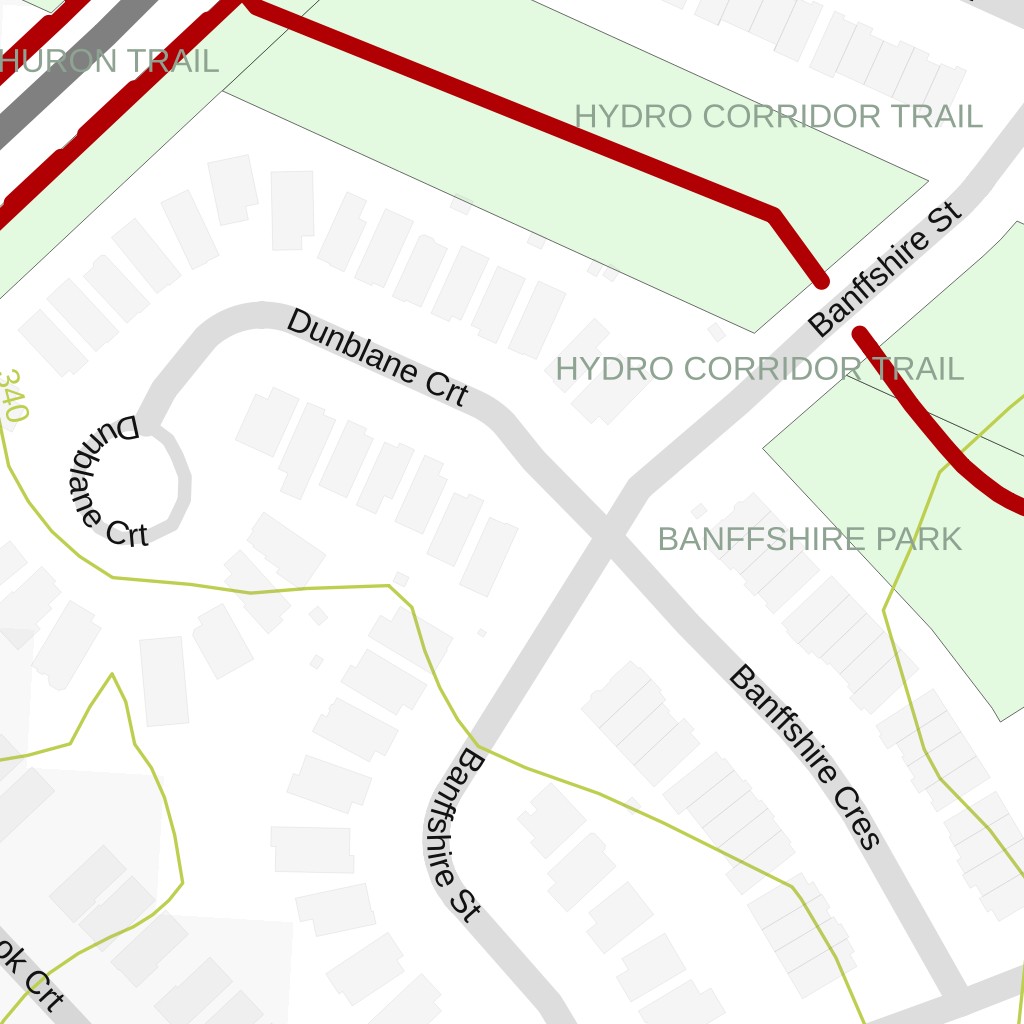 HURON TRAIL
HYDRO CORRIDOR TRAIL
Banffshire St
Dunblane Crt
HYDRO CORRIDOR TRAIL
340
Dunblane Crt
BANFFSHIRE PARK
Banffshire Cres
Banffshire St
ok Crt